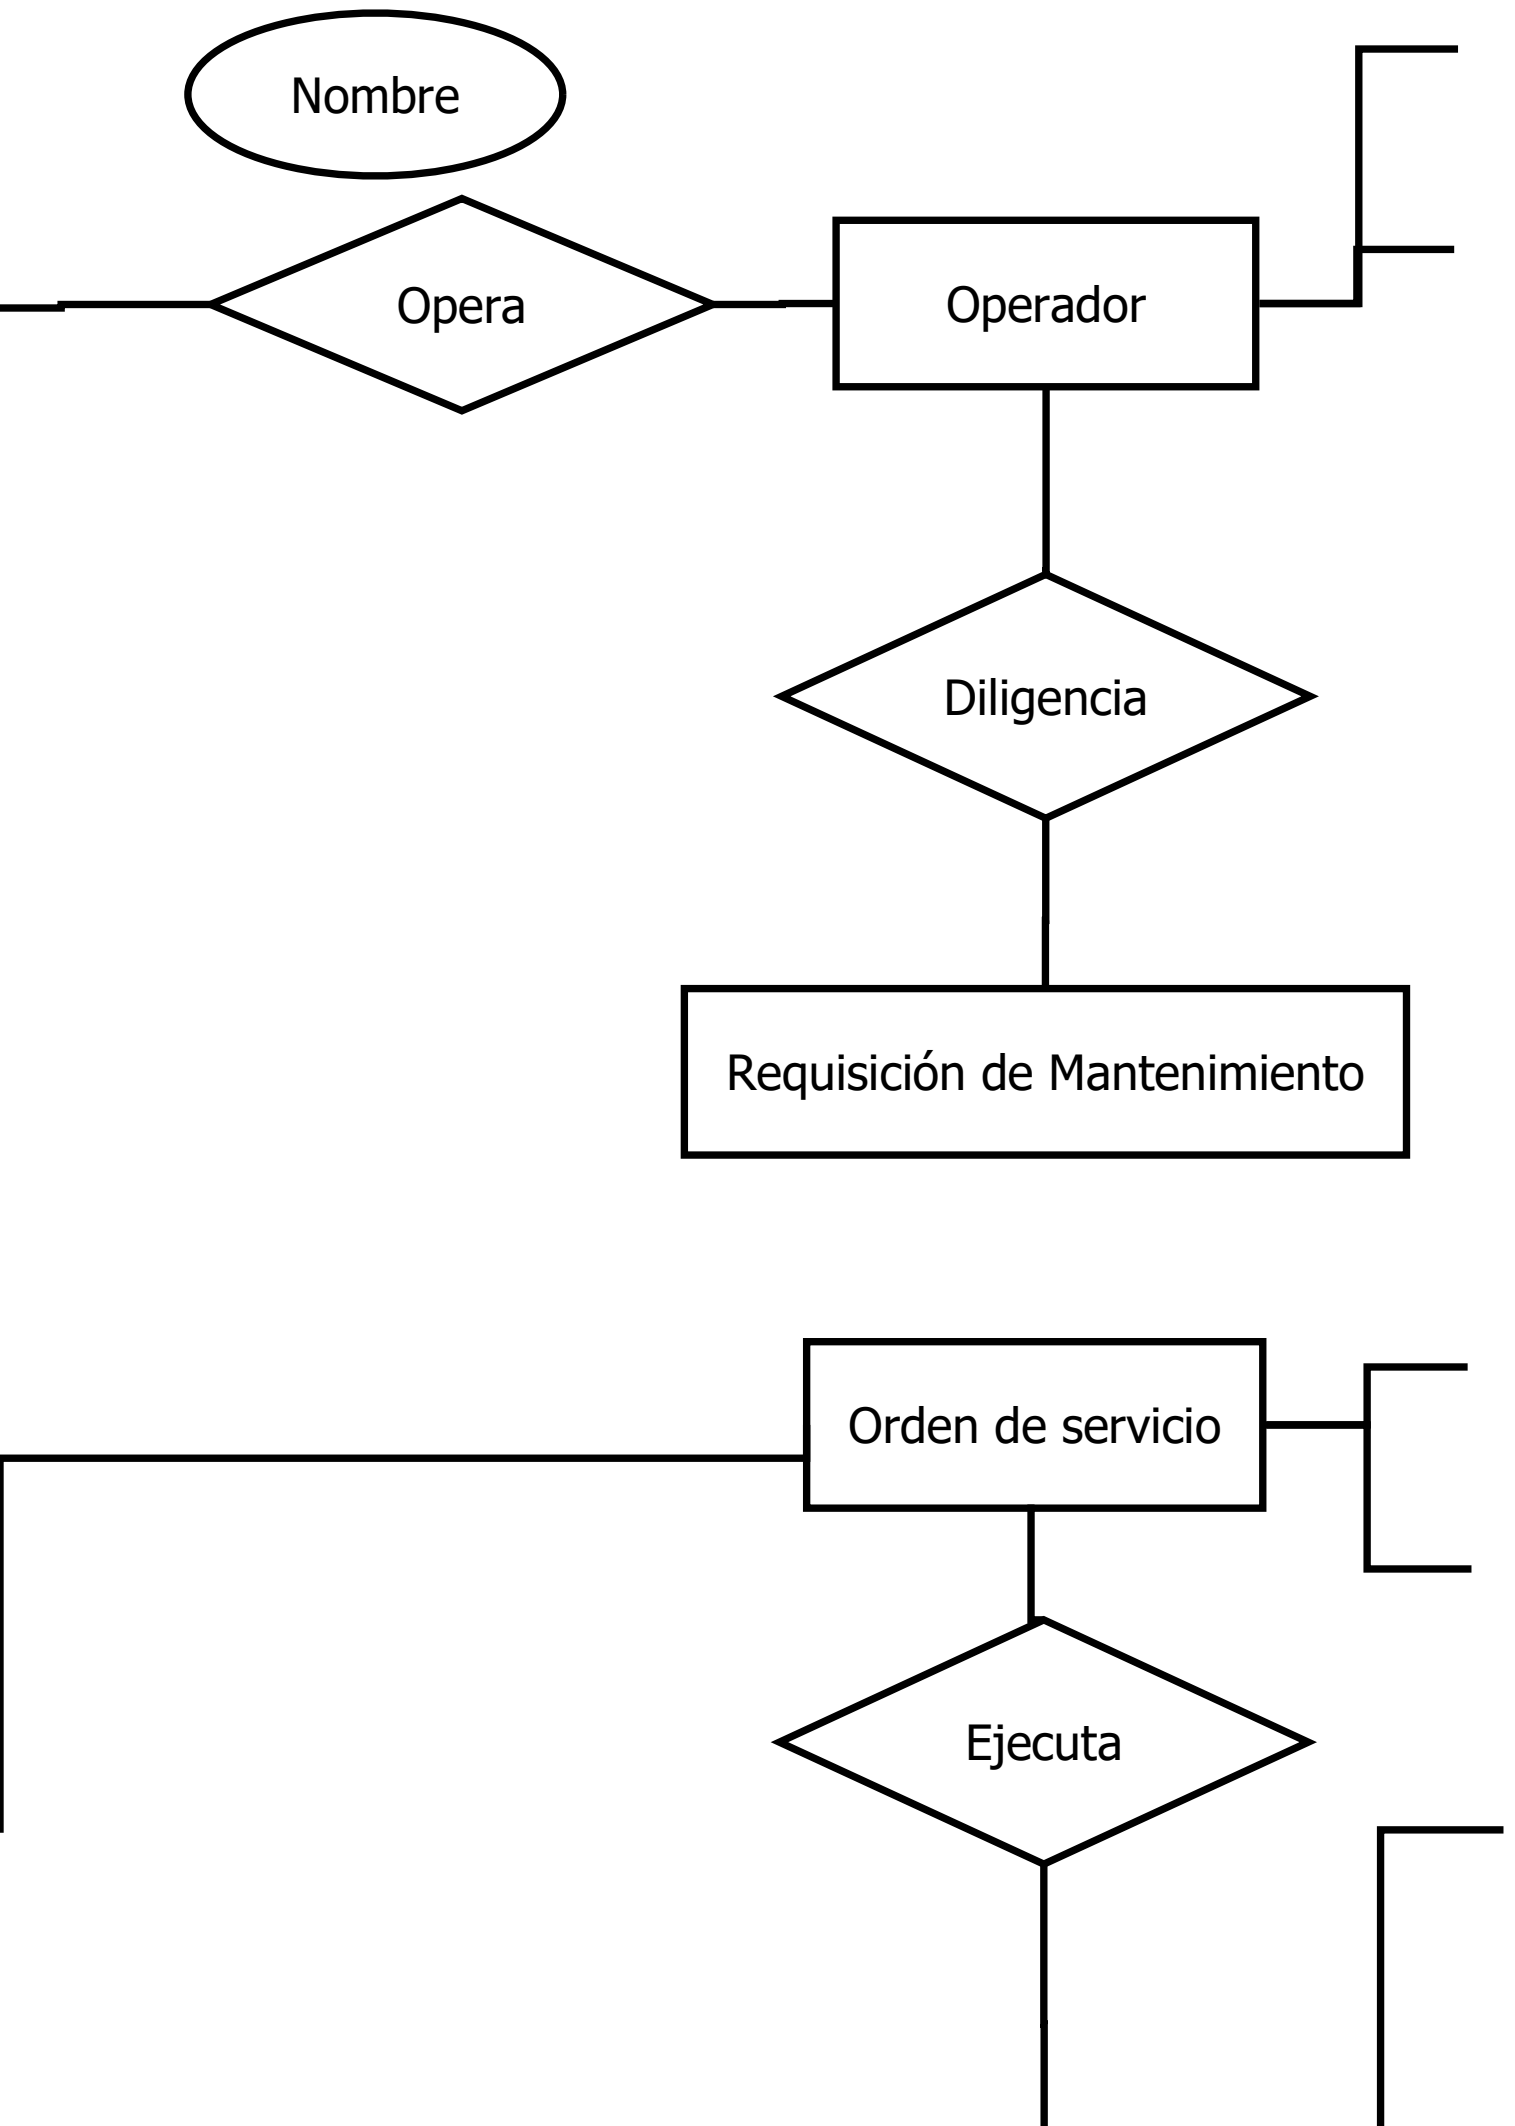 Nombre
Opera
Operador
Diligencia
Requisición de Mantenimiento
Orden de servicio
Ejecuta